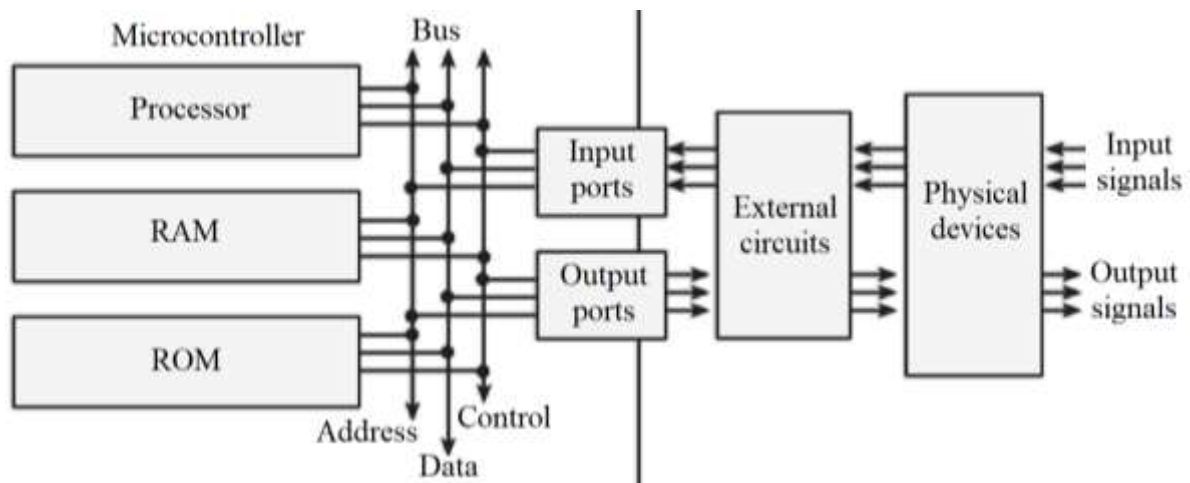 Microcontroller
Bus
Processor
RAM
ROM
Address
Data
Control
Input
ports
Output
ports
External
circuits
Physical
devices
Input
signals
Output
signals